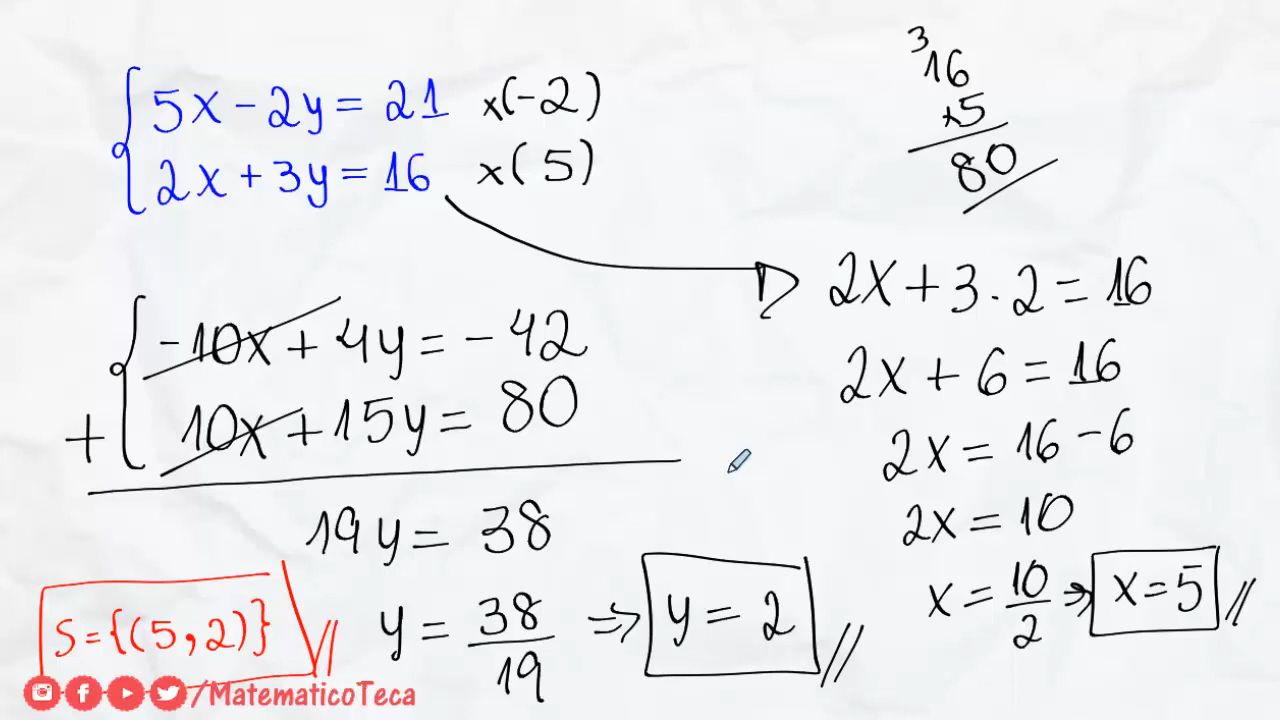 5x - 2y = 21 x(-2)
2x + 3y = 16 x(5)
3
16
x5
80
-10x + 4y = -42
+ 10x + 15y = 80
19y = 38
y = 38/19 ⇒ y = 2 //
2x + 3 · 2 = 16
2x + 6 = 16
2x = 16 - 6
2x = 10
x = 10/2 ⇒ x = 5 //
S = {(5, 2)} //
/MatematicoTeca